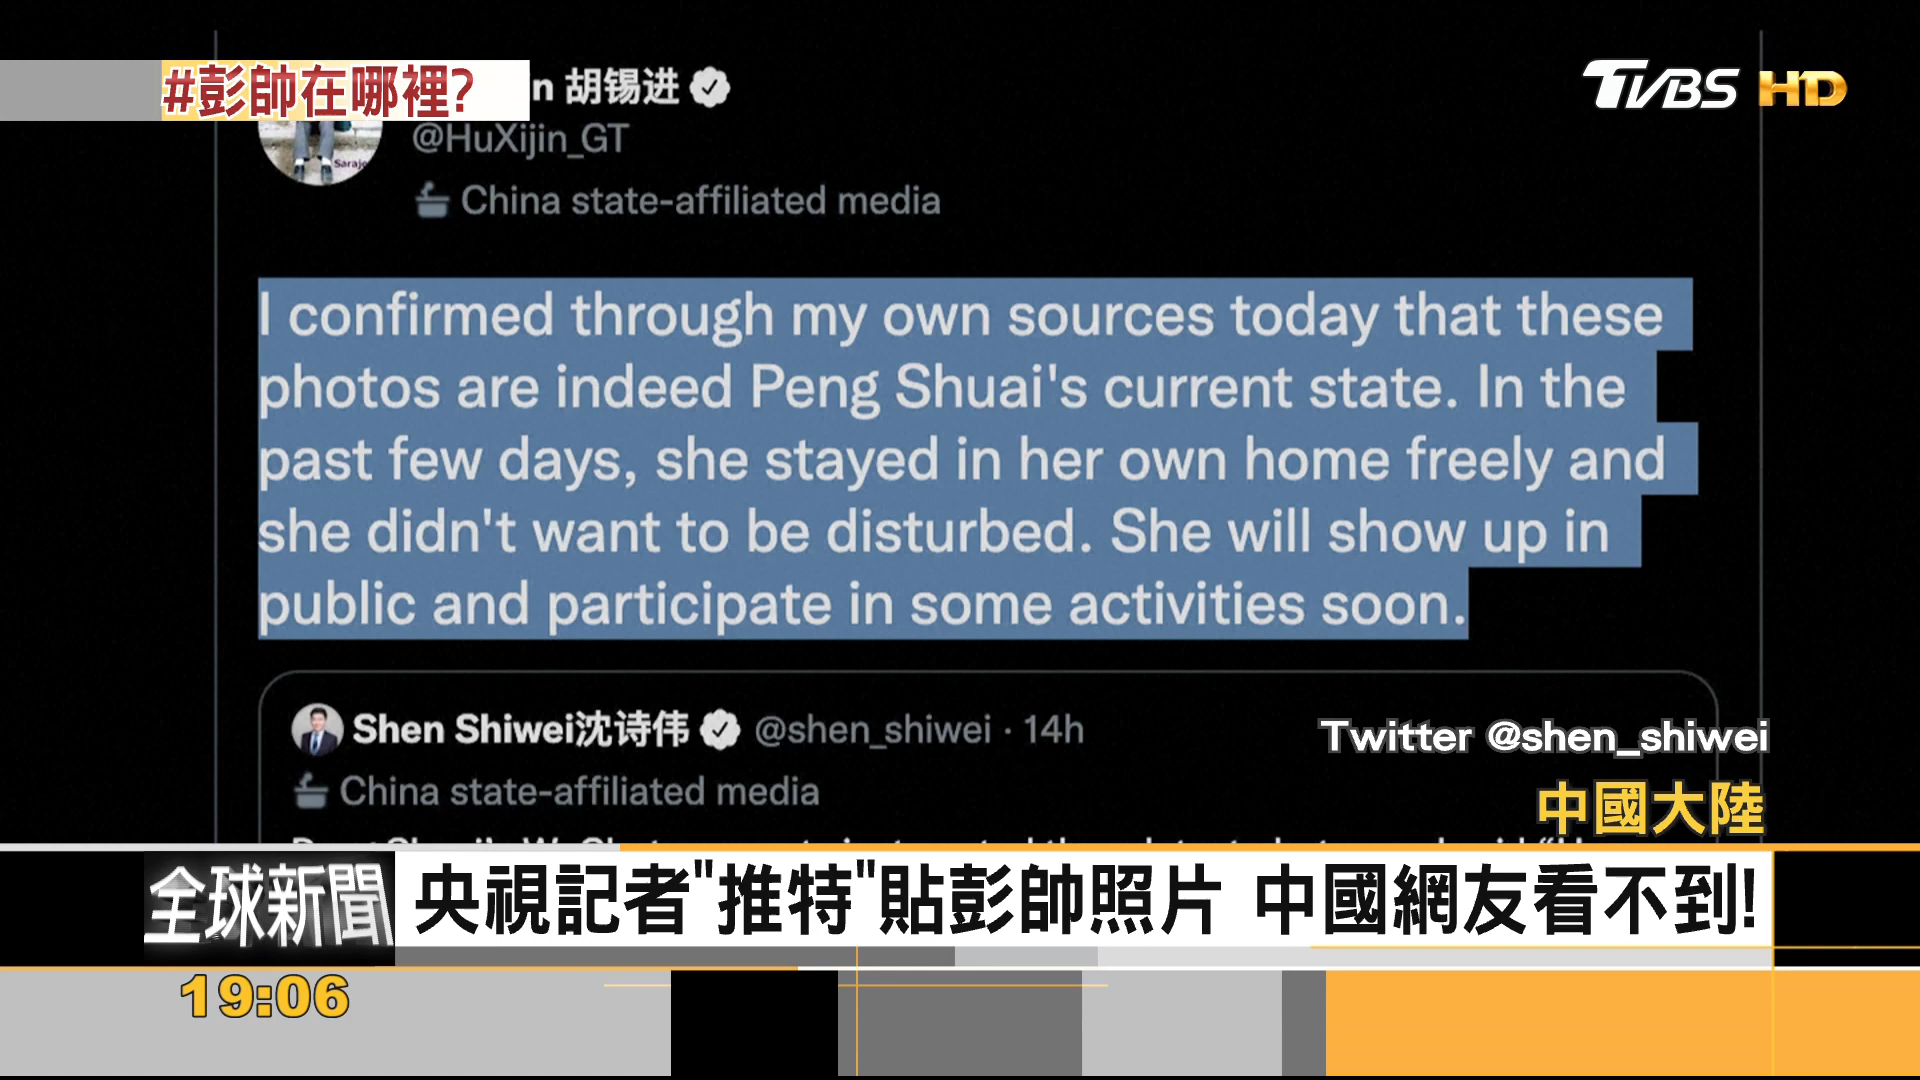 #彭帥在哪裡?
n 胡锡进
TVBS HD
@HuXijin_GT
Saraje
China state-affiliated media
I confirmed through my own sources today that these
photos are indeed Peng Shuai's current state. In the
past few days, she stayed in her own home freely and
she didn't want to be disturbed. She will show up in
public and participate in some activities soon.
Shen Shiwei沈诗伟 @shen_shiwei · 14h
China state-affiliated media
Twitter @shen_shiwei
中國大陸
全球新聞
央視記者"推特"貼彭帥照片 中國網友看不到!
19:06